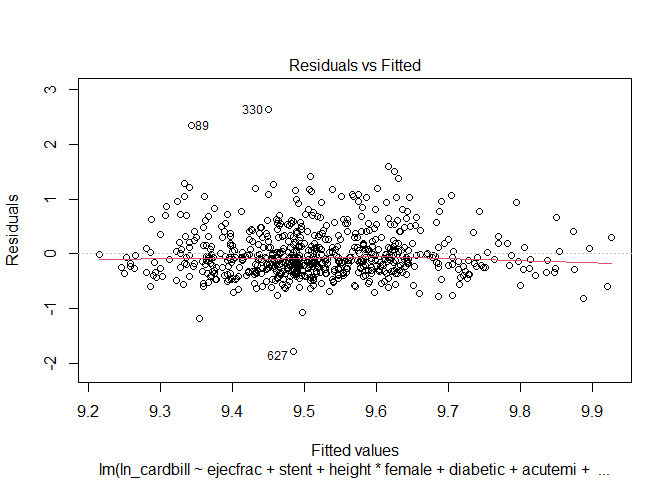 Residuals vs Fitted
3
2
1
0
-1
-2
Residuals
330
89
627
9.2 9.3 9.4 9.5 9.6 9.7 9.8 9.9
Fitted values
lm(ln_cardbill ~ ejecfrac + stent + height * female + diabetic + acutemi + ...